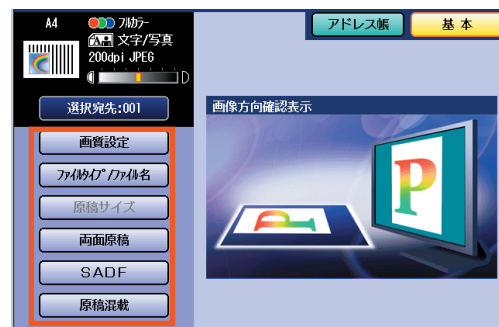 A4 フルカラー
文字/写真
200dpi JPEG
アドレス帳
基本
選択宛先:001
画質設定
ファイルタイプ/ファイル名
原稿サイズ
両面原稿
SADF
原稿混載
画像方向確認表示
P
P